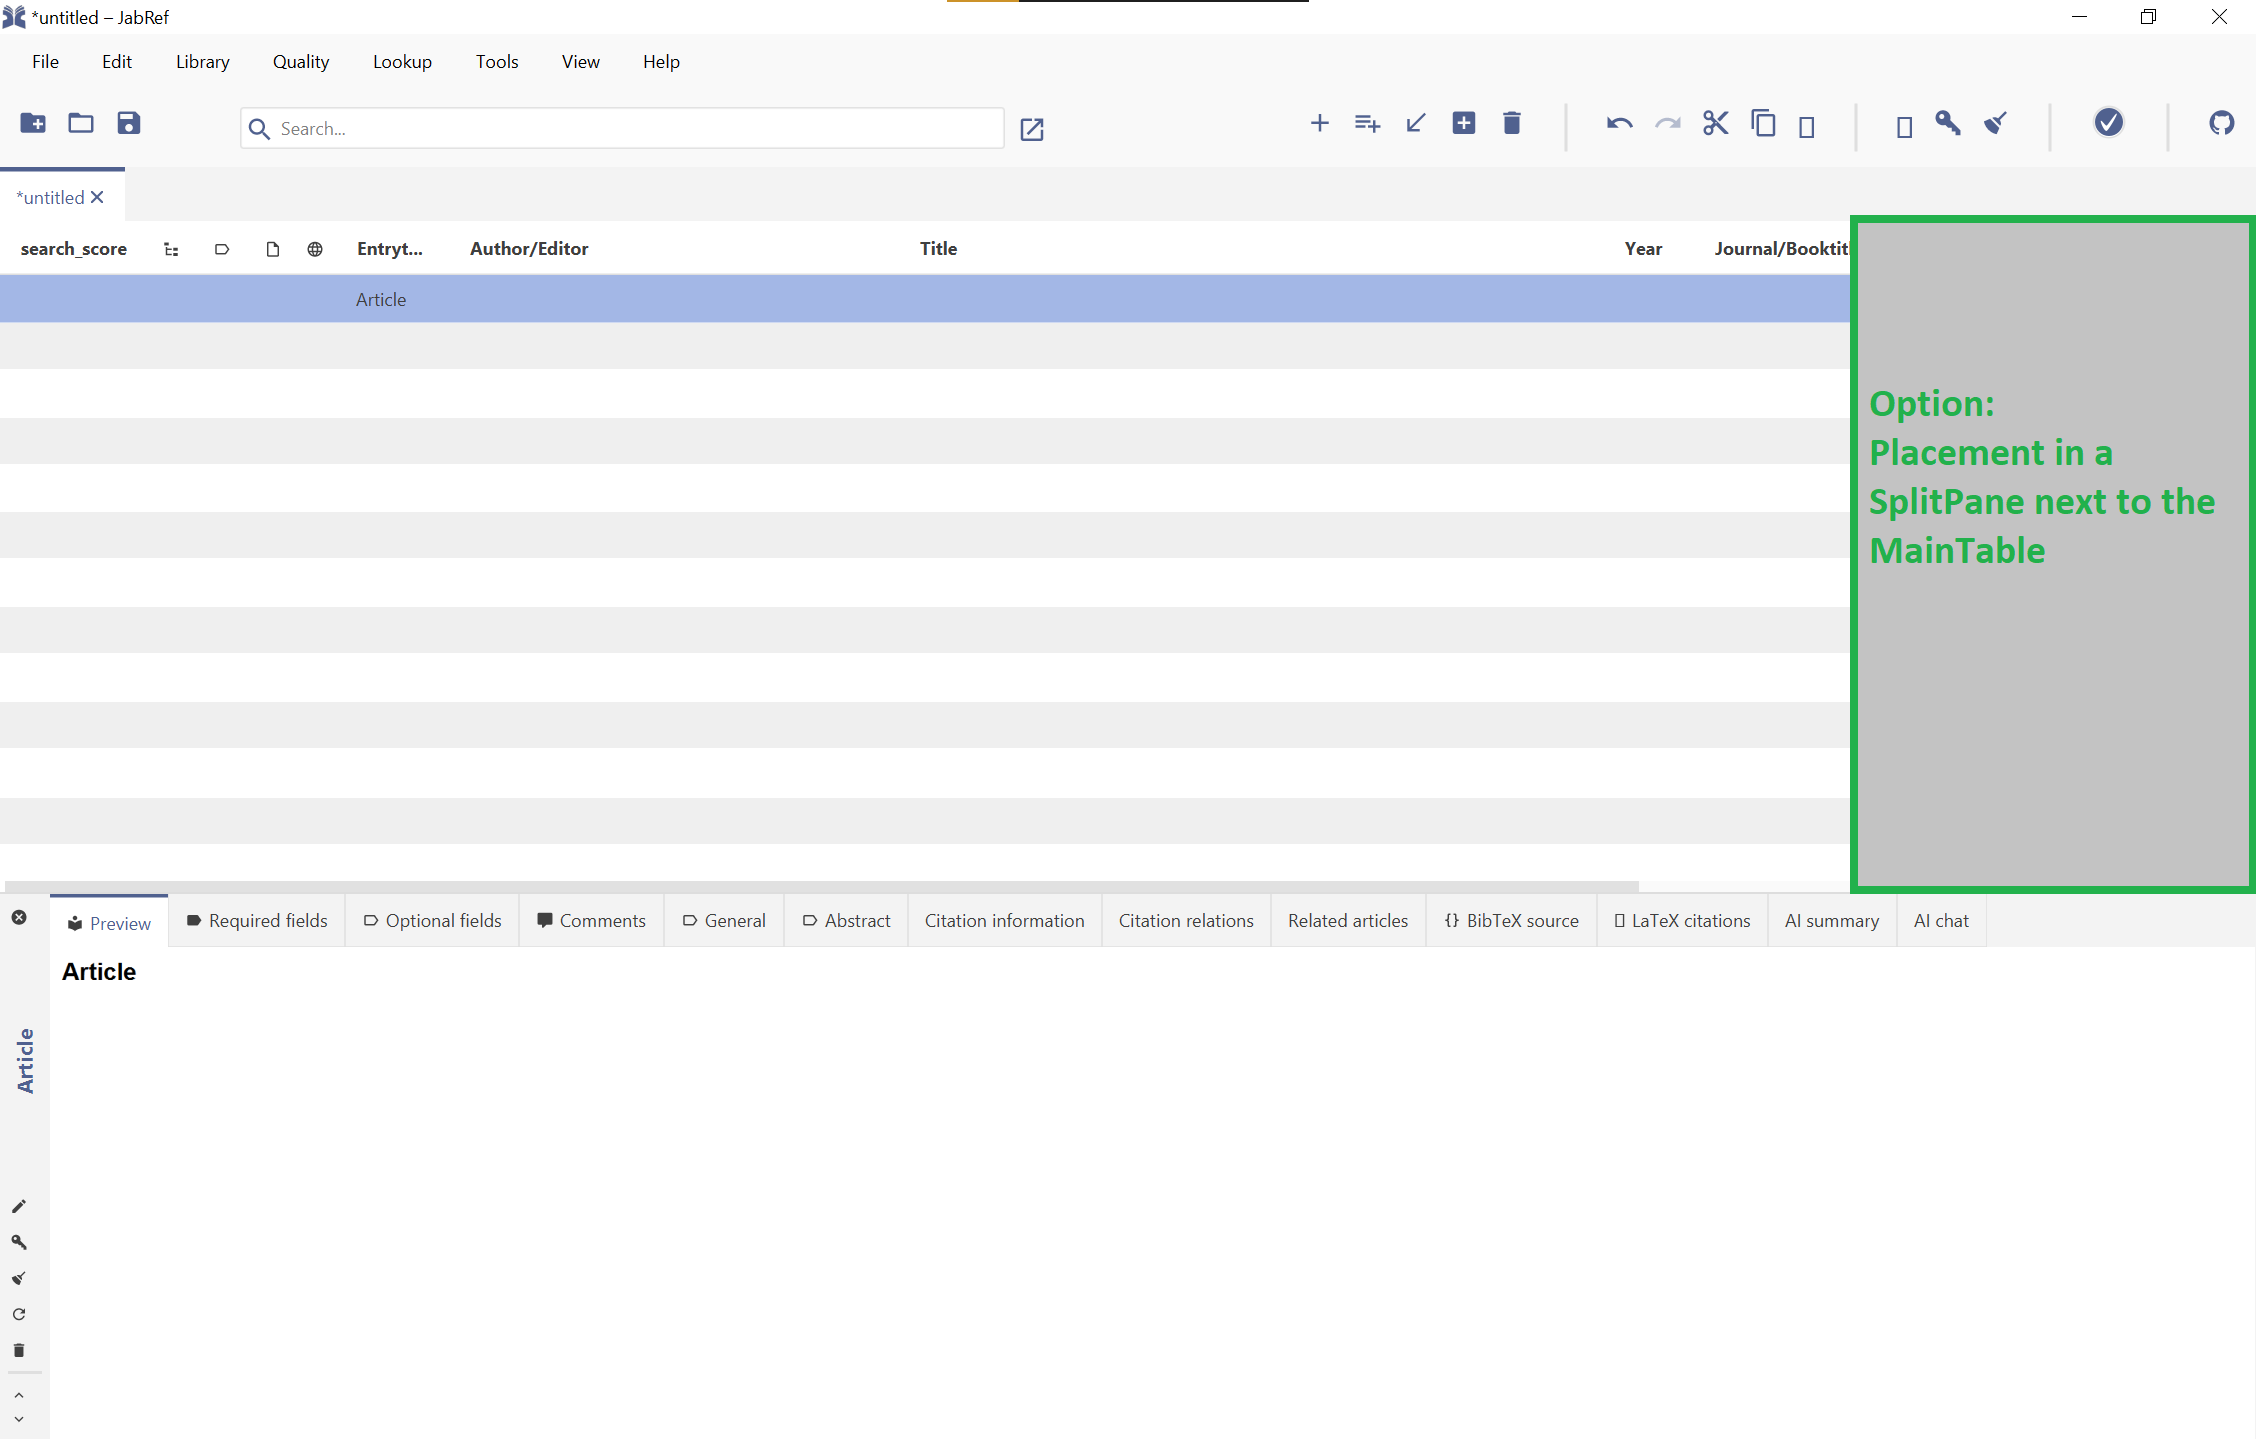 *untitled – JabRef
File Edit Library Quality Lookup Tools View Help
Search...
*untitled
search_score Entryt... Author/Editor Title Year Journal/Booktitl
Article
Option:
Placement in a
SplitPane next to the
MainTable
Preview Required fields Optional fields Comments General Abstract Citation information Citation relations Related articles {} BibTeX source LaTeX citations AI summary AI chat
Article
Article